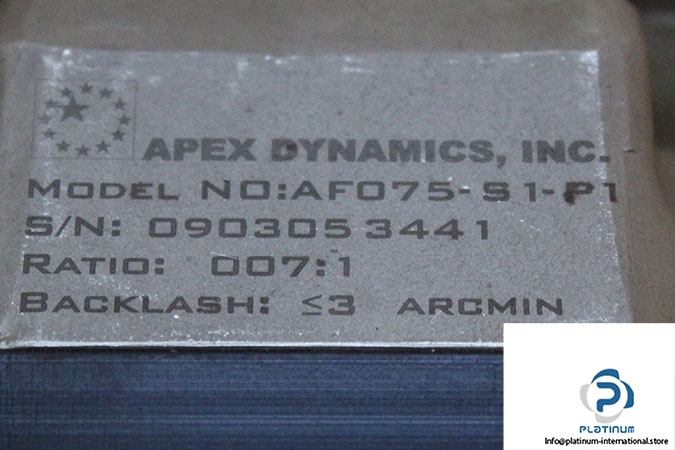 APEX DYNAMICS, INC.
MODEL NO:AF075-S1-P1
S/N: 0903053441
RATIO: 007:1
BACKLASH: ≤3 ARCMIN
PLATINUM
Info@platinum-international.store